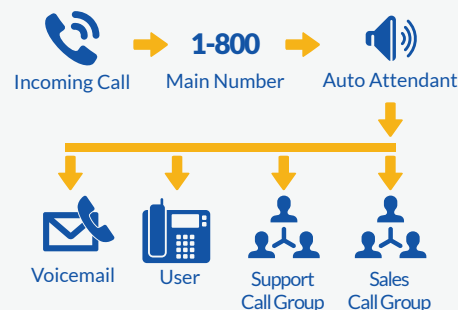 1-800
Incoming Call
Main Number
Auto Attendant
Voicemail
User
Support
Call Group
Sales
Call Group